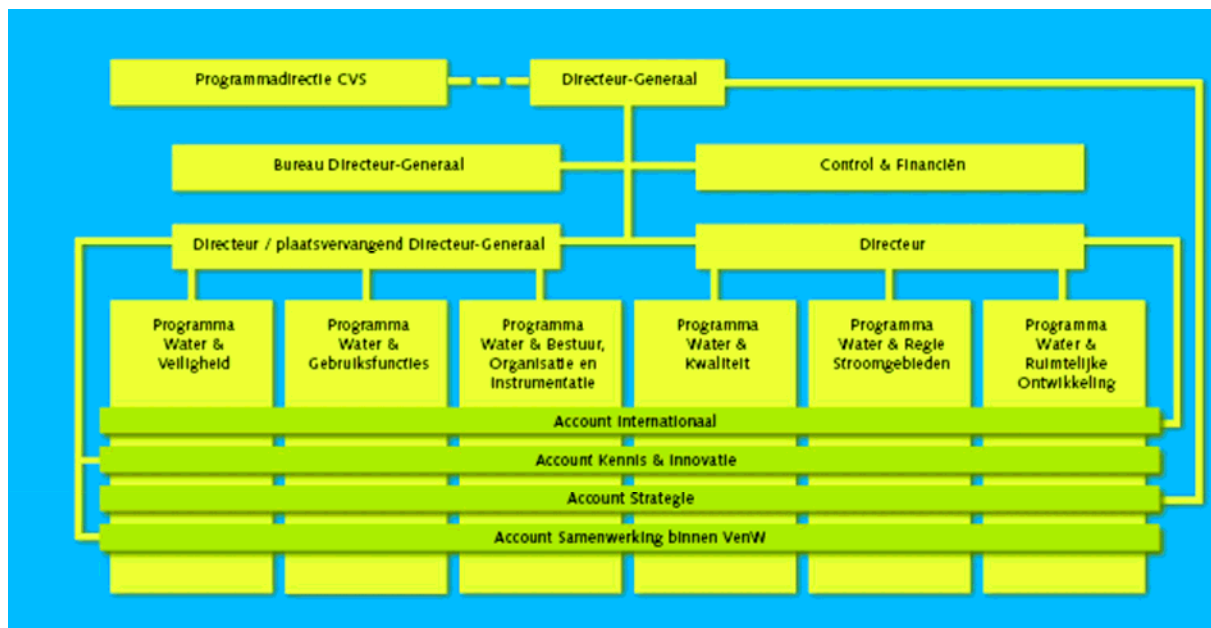 Programmadirectie CVS
Directeur-Generaal
Bureau Directeur-Generaal
Control & Financiën
Directeur / plaatsvervangend Directeur-Generaal
Directeur
Programma
Water &
Veiligheid
Programma
Water &
Gebruiksfuncties
Programma
Water & Bestuur,
Organisatie en
Instrumentatie
Programma
Water &
Kwaliteit
Programma
Water & Regie
Stroomgebieden
Programma
Water &
Ruimtelijke
Ontwikkeling
Account Internationaal
Account Kennis & Innovatie
Account Strategie
Account Samenwerking binnen VenW